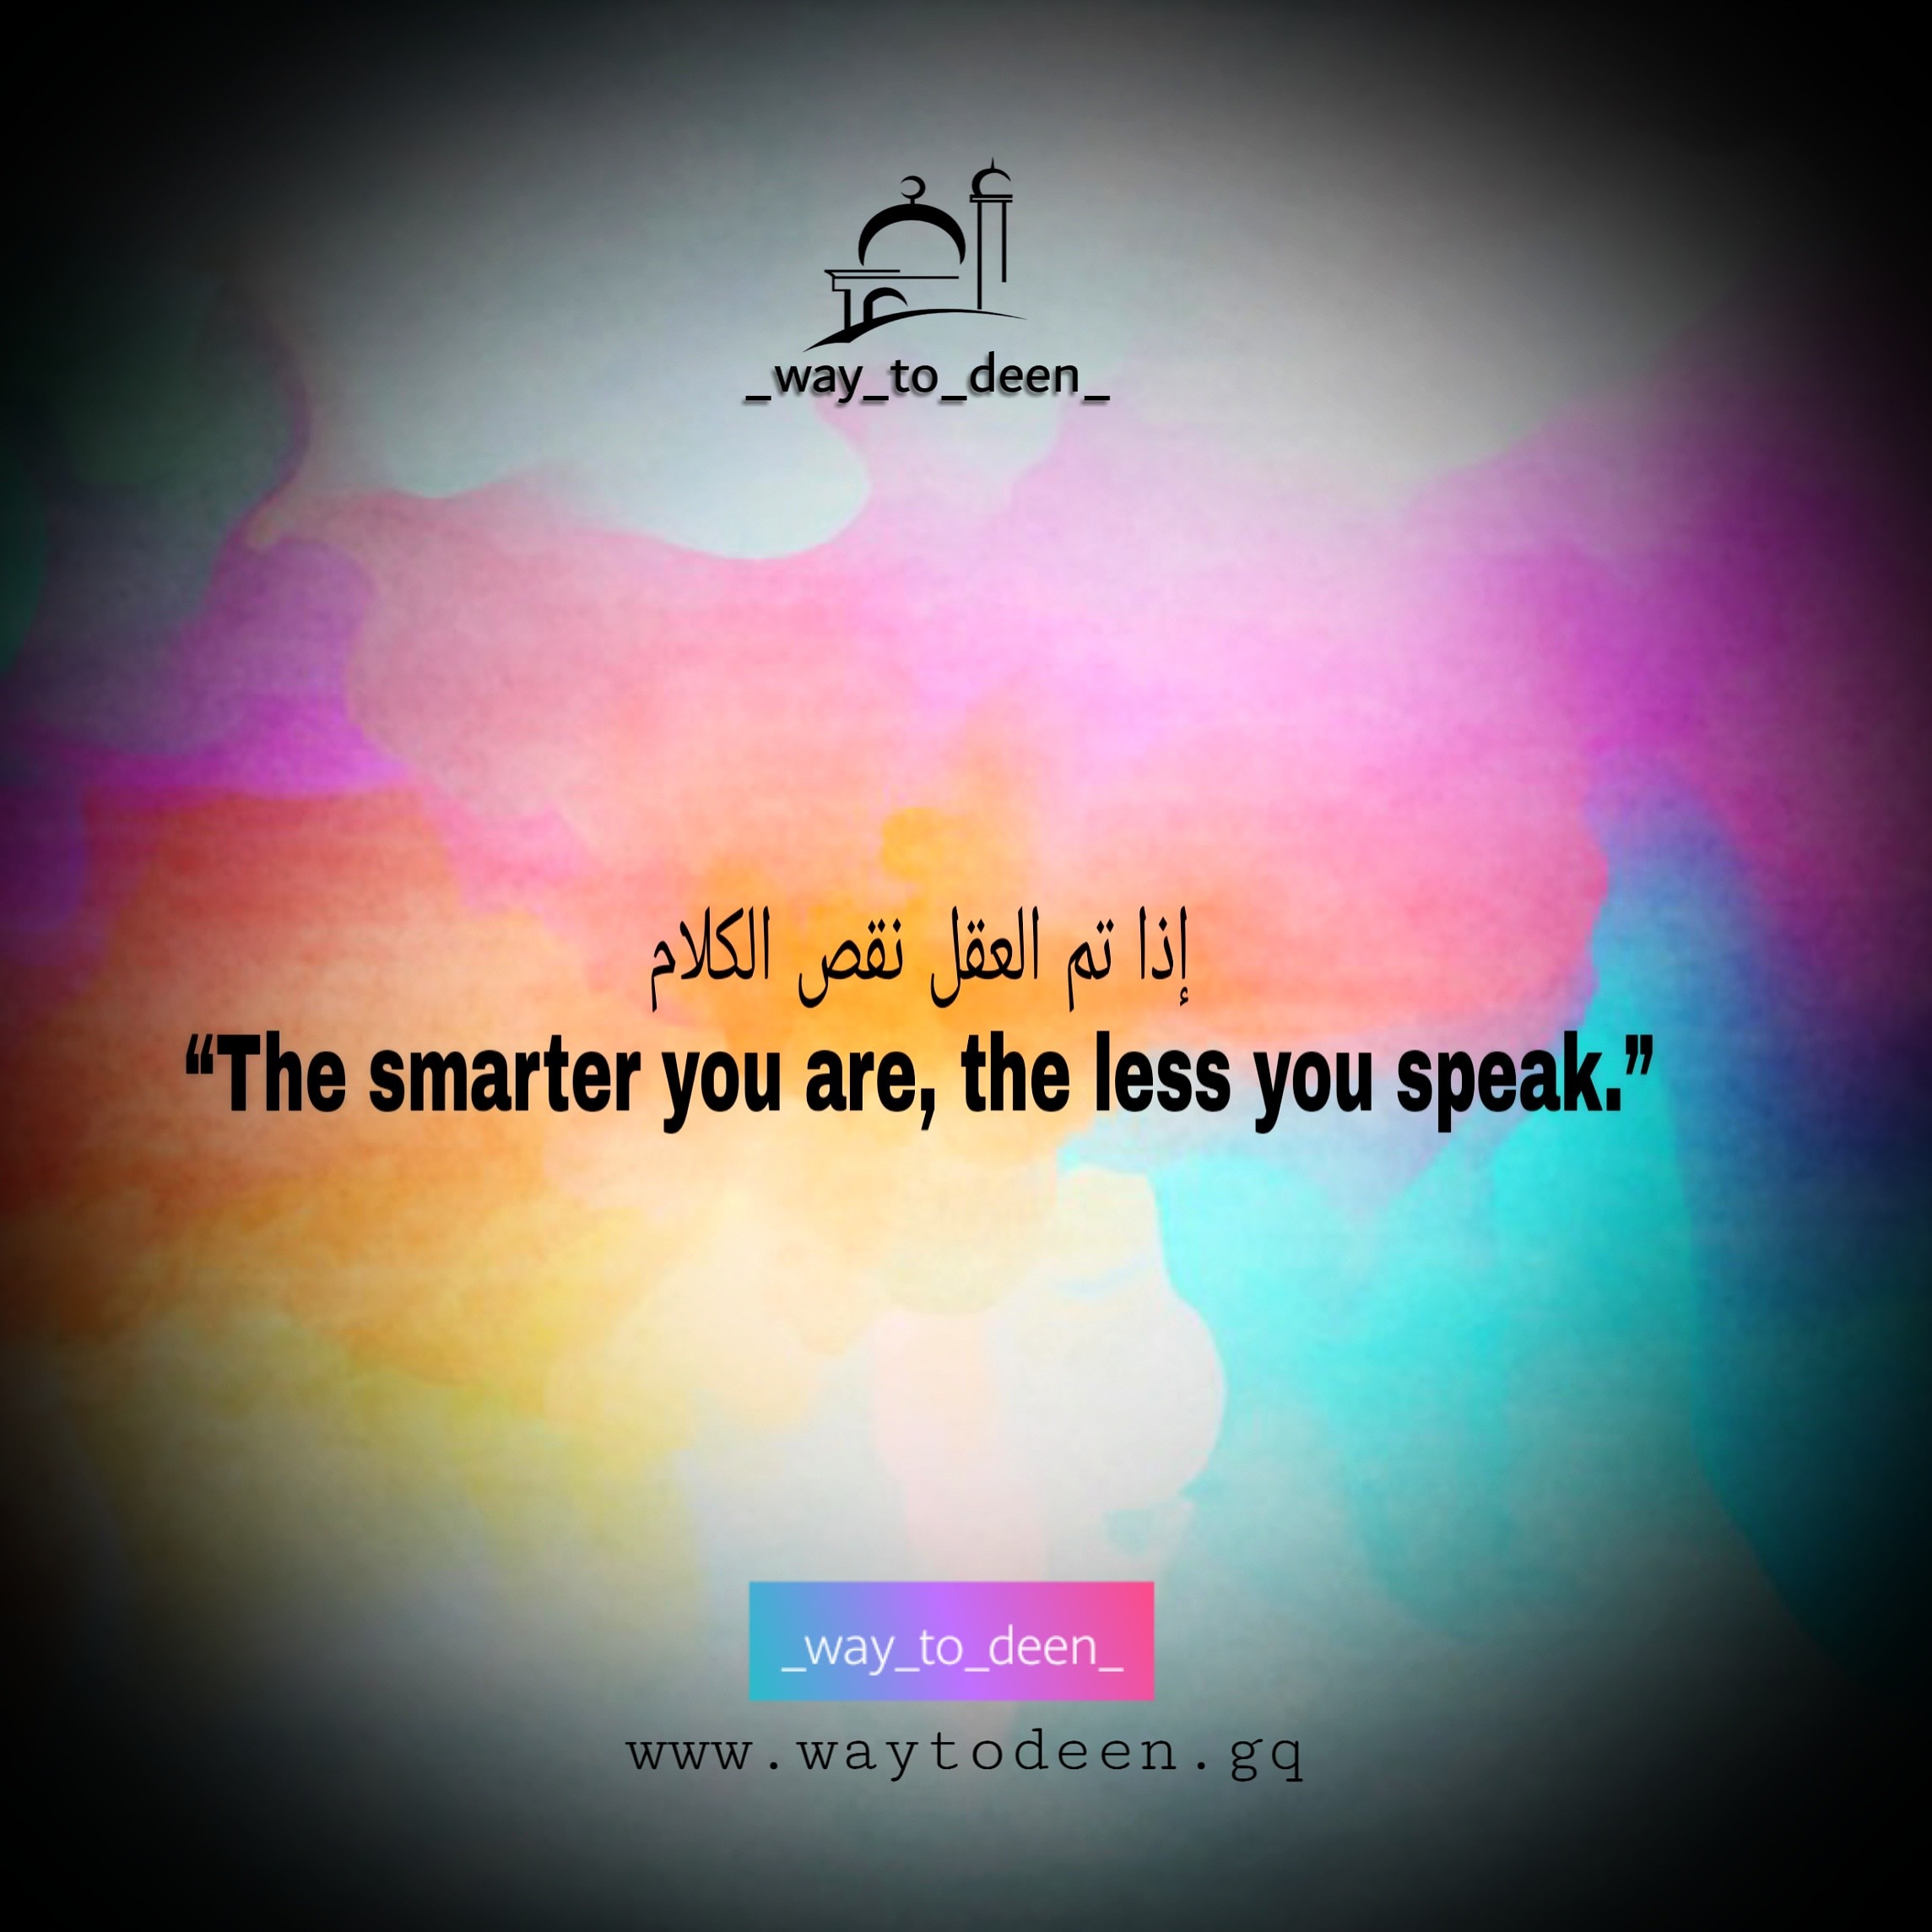 _way_to_deen_
إذا تم العقل نقص الكلام
“The smarter you are, the less you speak.”
_way_to_deen_
www.waytodeen.gq